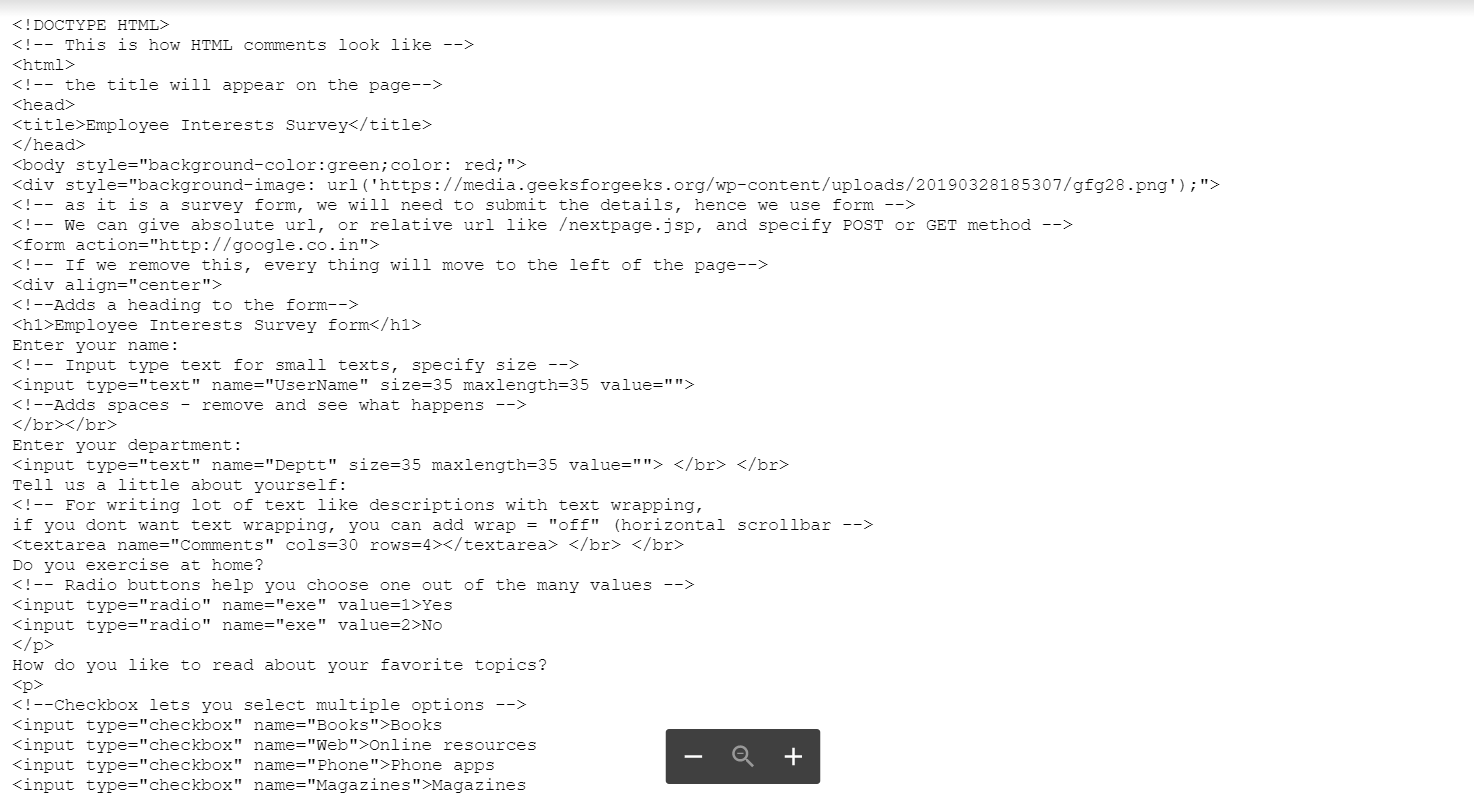 <!DOCTYPE HTML>
<!-- This is how HTML comments look like -->
<html>
<!-- the title will appear on the page-->
<head>
<title>Employee Interests Survey</title>
</head>
<body style="background-color:green;color: red;">
<div style="background-image: url('https://media.geeksforgeeks.org/wp-content/uploads/20190328185307/gfg28.png');">
<!-- as it is a survey form, we will need to submit the details, hence we use form -->
<!-- We can give absolute url, or relative url like /nextpage.jsp, and specify POST or GET method -->
<form action="http://google.co.in">
<!-- If we remove this, every thing will move to the left of the page-->
<div align="center">
<!--Adds a heading to the form-->
<h1>Employee Interests Survey form</h1>
Enter your name:
<!-- Input type text for small texts, specify size -->
<input type="text" name="UserName" size=35 maxlength=35 value="">
<!--Adds spaces - remove and see what happens -->
</br></br>
Enter your department:
<input type="text" name="Deptt" size=35 maxlength=35 value=""> </br> </br>
Tell us a little about yourself:
<!-- For writing lot of text like descriptions with text wrapping,
if you dont want text wrapping, you can add wrap = "off" (horizontal scrollbar -->
<textarea name="Comments" cols=30 rows=4></textarea> </br> </br>
Do you exercise at home?
<!-- Radio buttons help you choose one out of the many values -->
<input type="radio" name="exe" value=1>Yes
<input type="radio" name="exe" value=2>No
</p>
How do you like to read about your favorite topics?
<p>
<!--Checkbox lets you select multiple options -->
<input type="checkbox" name="Books">Books
<input type="checkbox" name="Web">Online resources
<input type="checkbox" name="Phone">Phone apps
<input type="checkbox" name="Magazines">Magazines